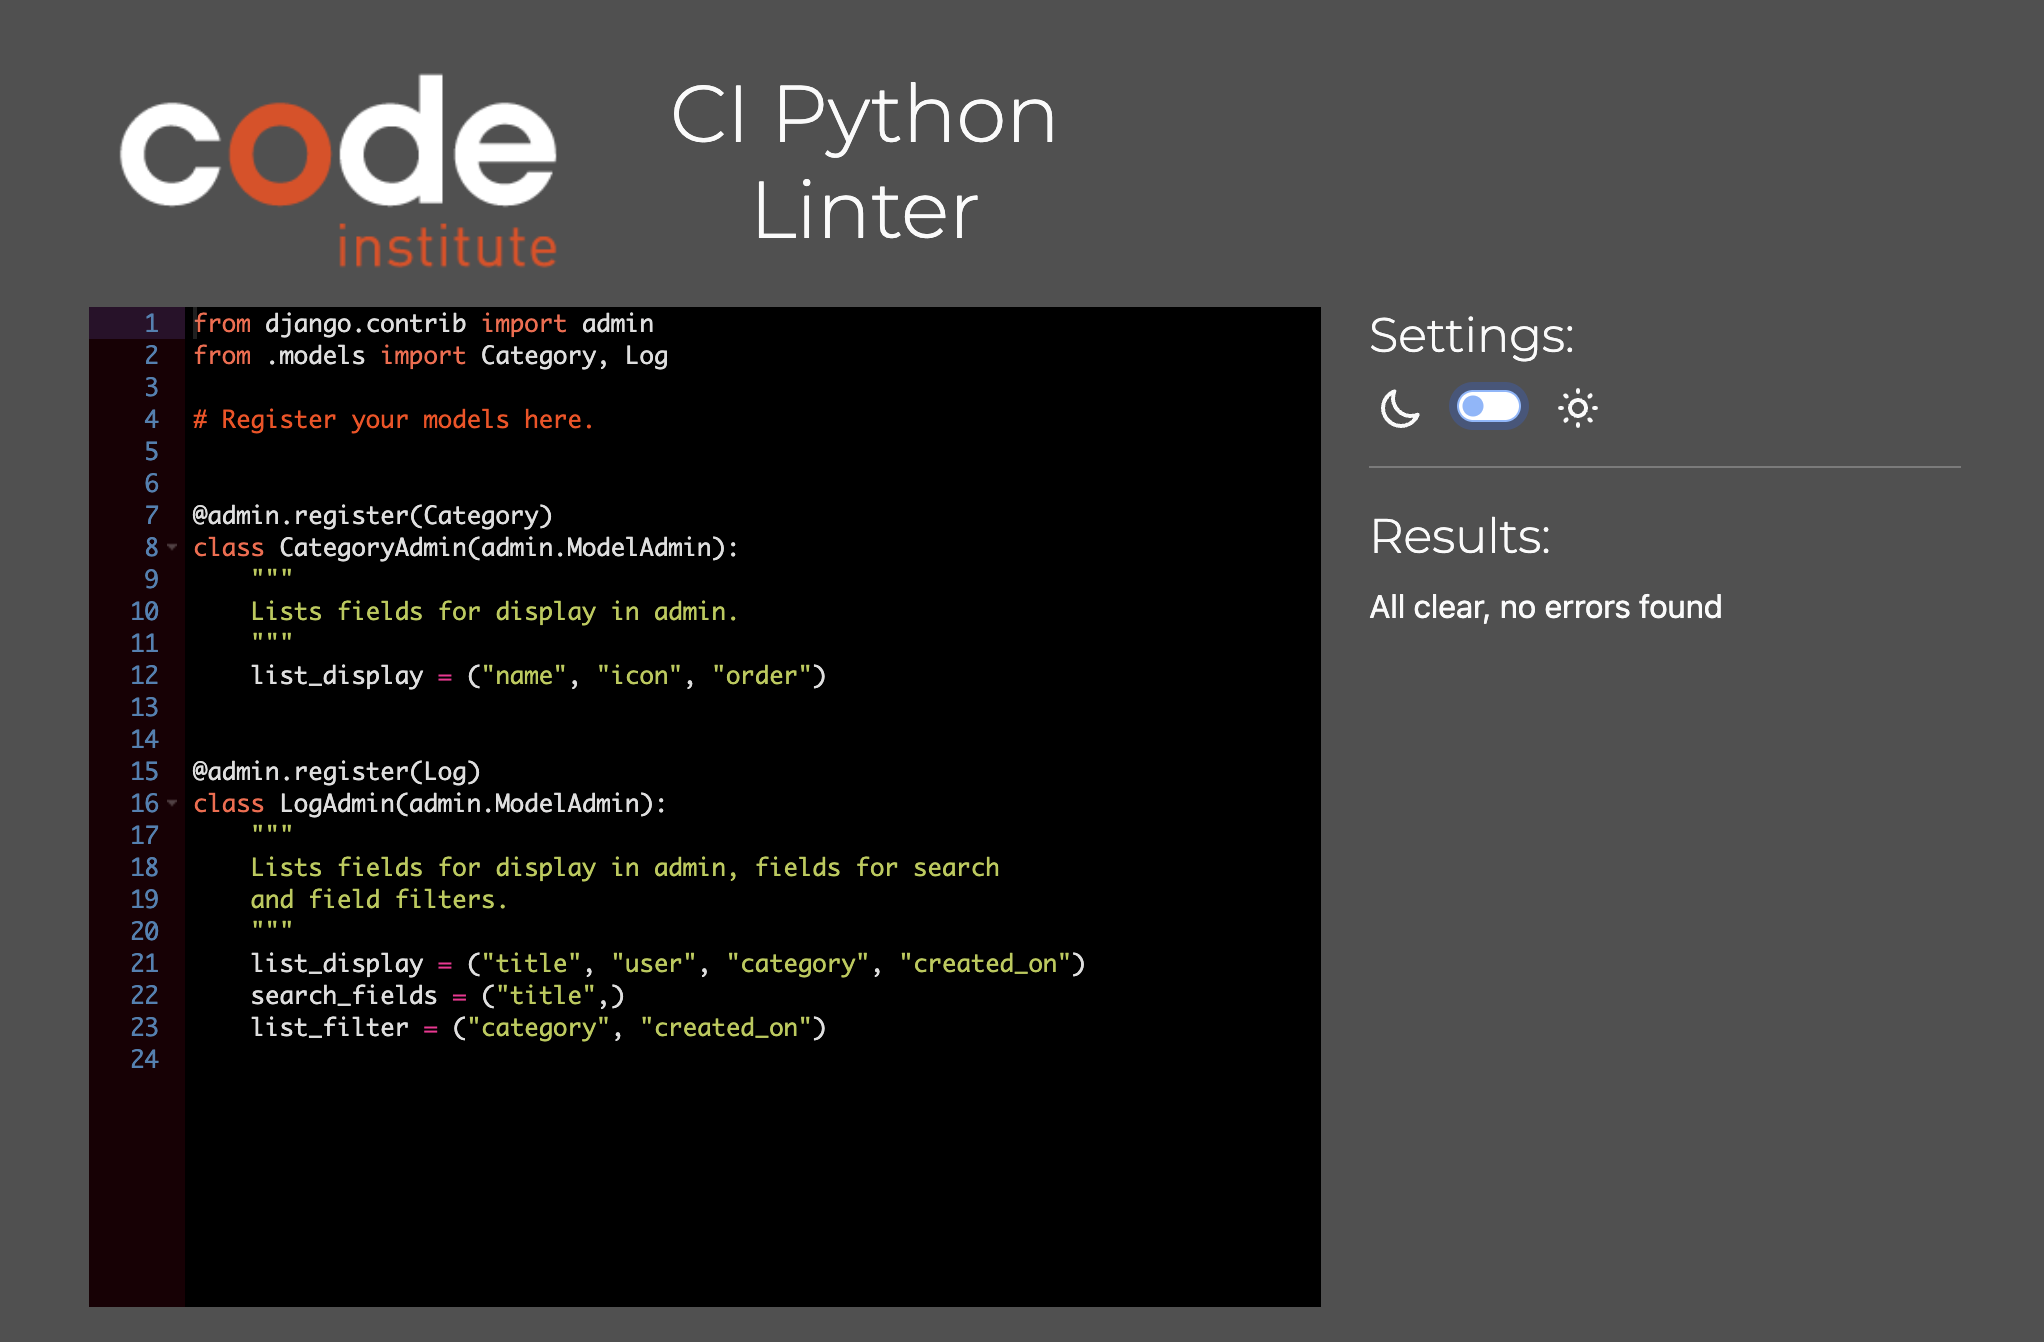 code
institute
CI Python
Linter
1 from django.contrib import admin
2 from .models import Category, Log
3
4 # Register your models here.
5
6
7 @admin.register(Category)
8 class CategoryAdmin(admin.ModelAdmin):
9     """
10     Lists fields for display in admin.
11     """
12     list_display = ("name", "icon", "order")
13
14
15 @admin.register(Log)
16 class LogAdmin(admin.ModelAdmin):
17     """
18     Lists fields for display in admin, fields for search
19     and field filters.
20     """
21     list_display = ("title", "user", "category", "created_on")
22     search_fields = ("title",)
23     list_filter = ("category", "created_on")
24
Settings:
Results:
All clear, no errors found